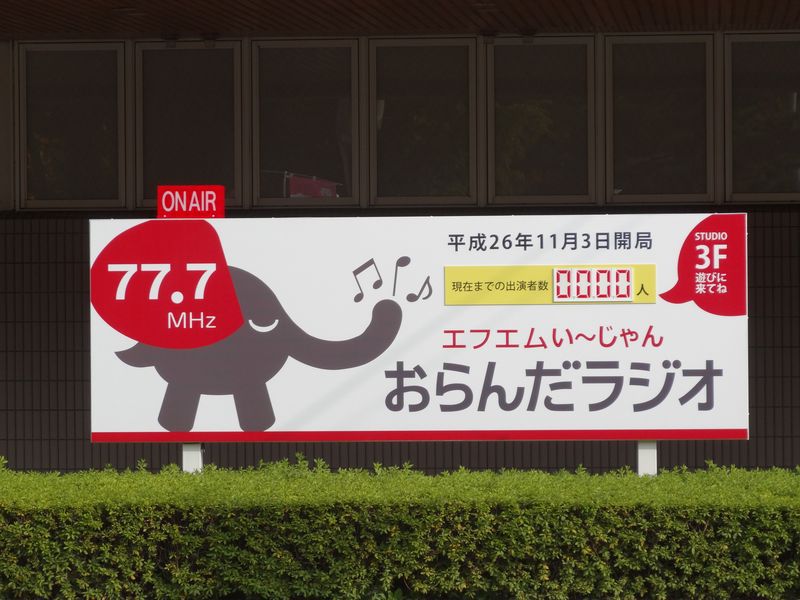 ON AIR
77.7
MHz
平成26年11月3日開局
現在までの出演者数 0000 人
STUDIO
3F
遊びに
来てね
エフエムい～じゃん
おらんだラジオ